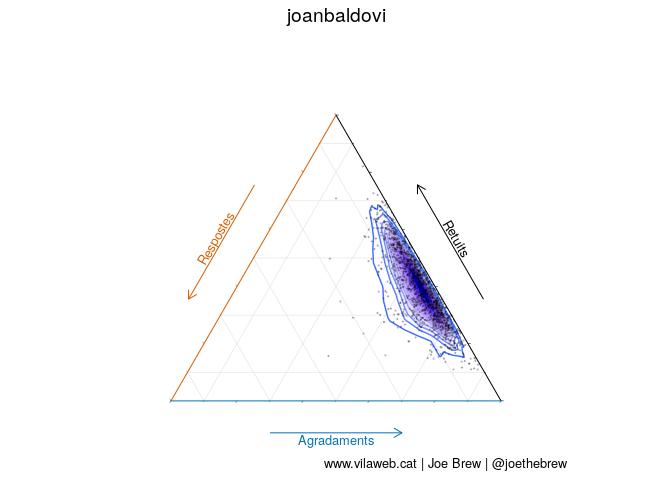 joanbaldovi
Respostes
Retuits
Agradaments
www.vilaweb.cat | Joe Brew | @joethebrew